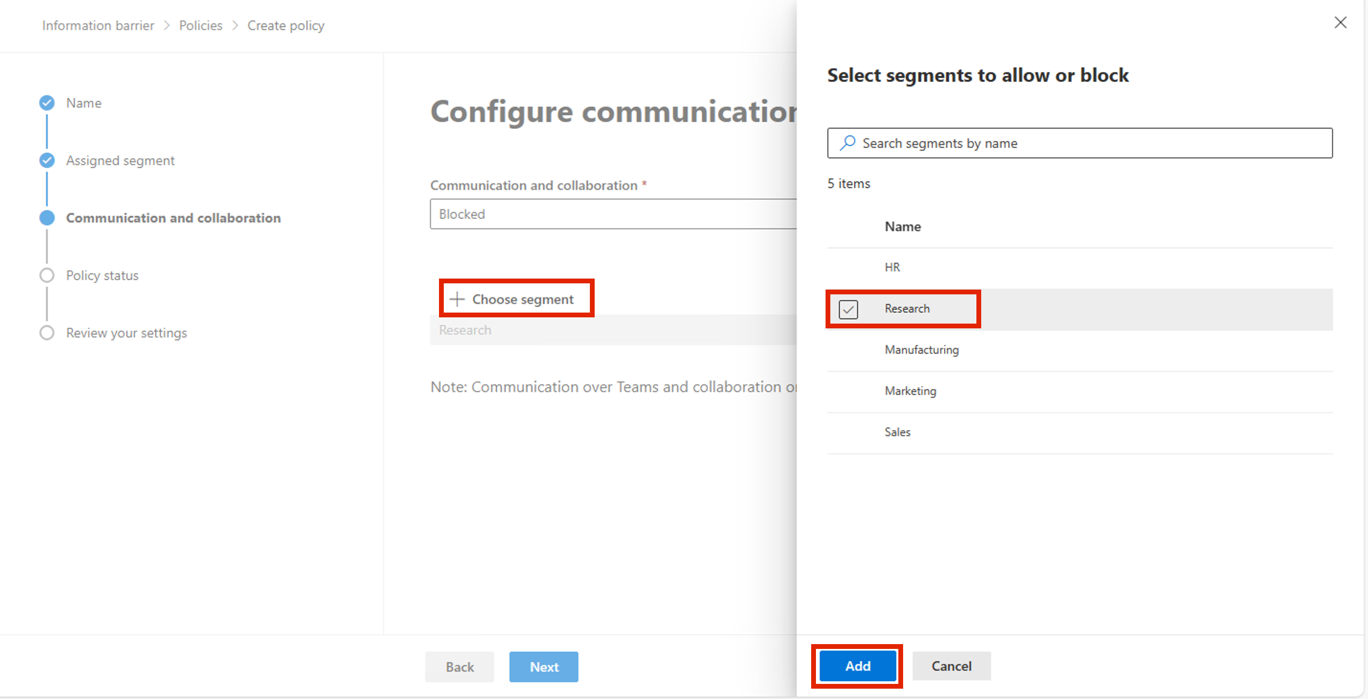 Information barrier > Policies > Create policy
Name
Assigned segment
Communication and collaboration
Policy status
Review your settings
Configure communication
Communication and collaboration *
Blocked
+ Choose segment
Research
Note: Communication over Teams and collaboration o
Back
Next
Select segments to allow or block
Search segments by name
5 items
Name
HR
Research
Manufacturing
Marketing
Sales
Add
Cancel